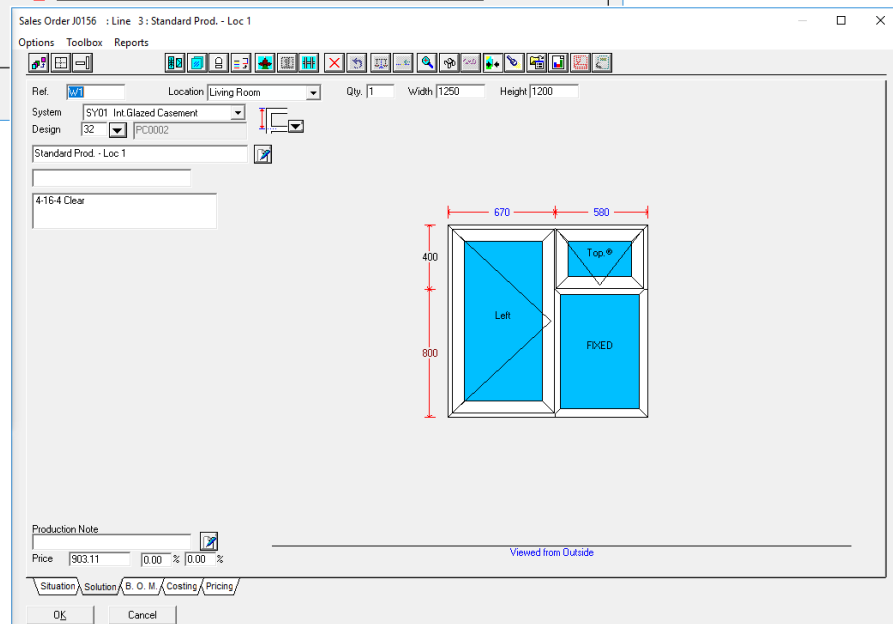 Sales Order J0156 : Line 3 : Standard Prod. - Loc 1
Options Toolbox Reports
Ref. W1 Location Living Room Qty. 1 Width 1250 Height 1200
System SY01 Int.Glazed Casement
Design 32 PC0002
Standard Prod. - Loc 1
4-16-4 Clear
670 580
400
Top.®
Left
800
FIXED
Production Note
Price 903.11 0.00 % 0.00 %
Viewed from Outside
Situation Solution B. O. M. Costing Pricing
OK Cancel